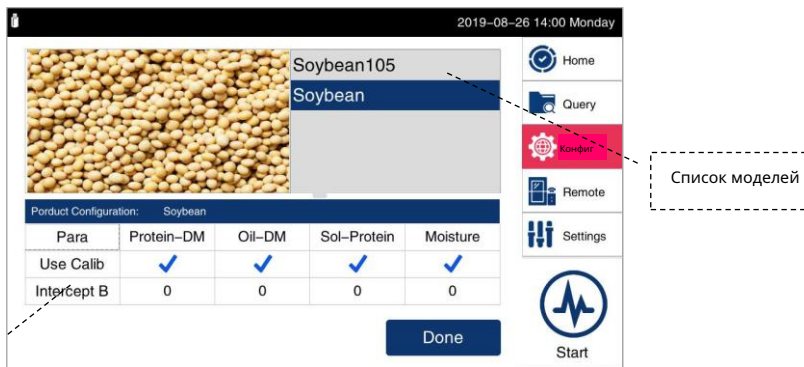 2019-08-26 14:00 Monday
Soybean105
Soybean
Home
Query
Конфиг
Remote
Settings
Start
Список моделей
Porduct Configuration: Soybean
Para Protein-DM Oil-DM Sol-Protein Moisture
Use Calib
Intercept B 0 0 0 0
Done